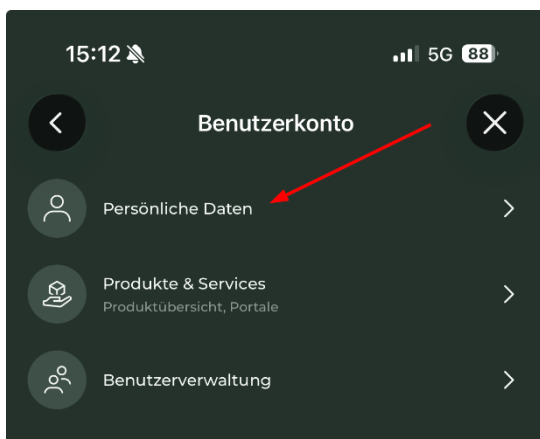 15:12
5G 88
Benutzerkonto
Persönliche Daten
Produkte & Services
Produktübersicht, Portale
Benutzerverwaltung